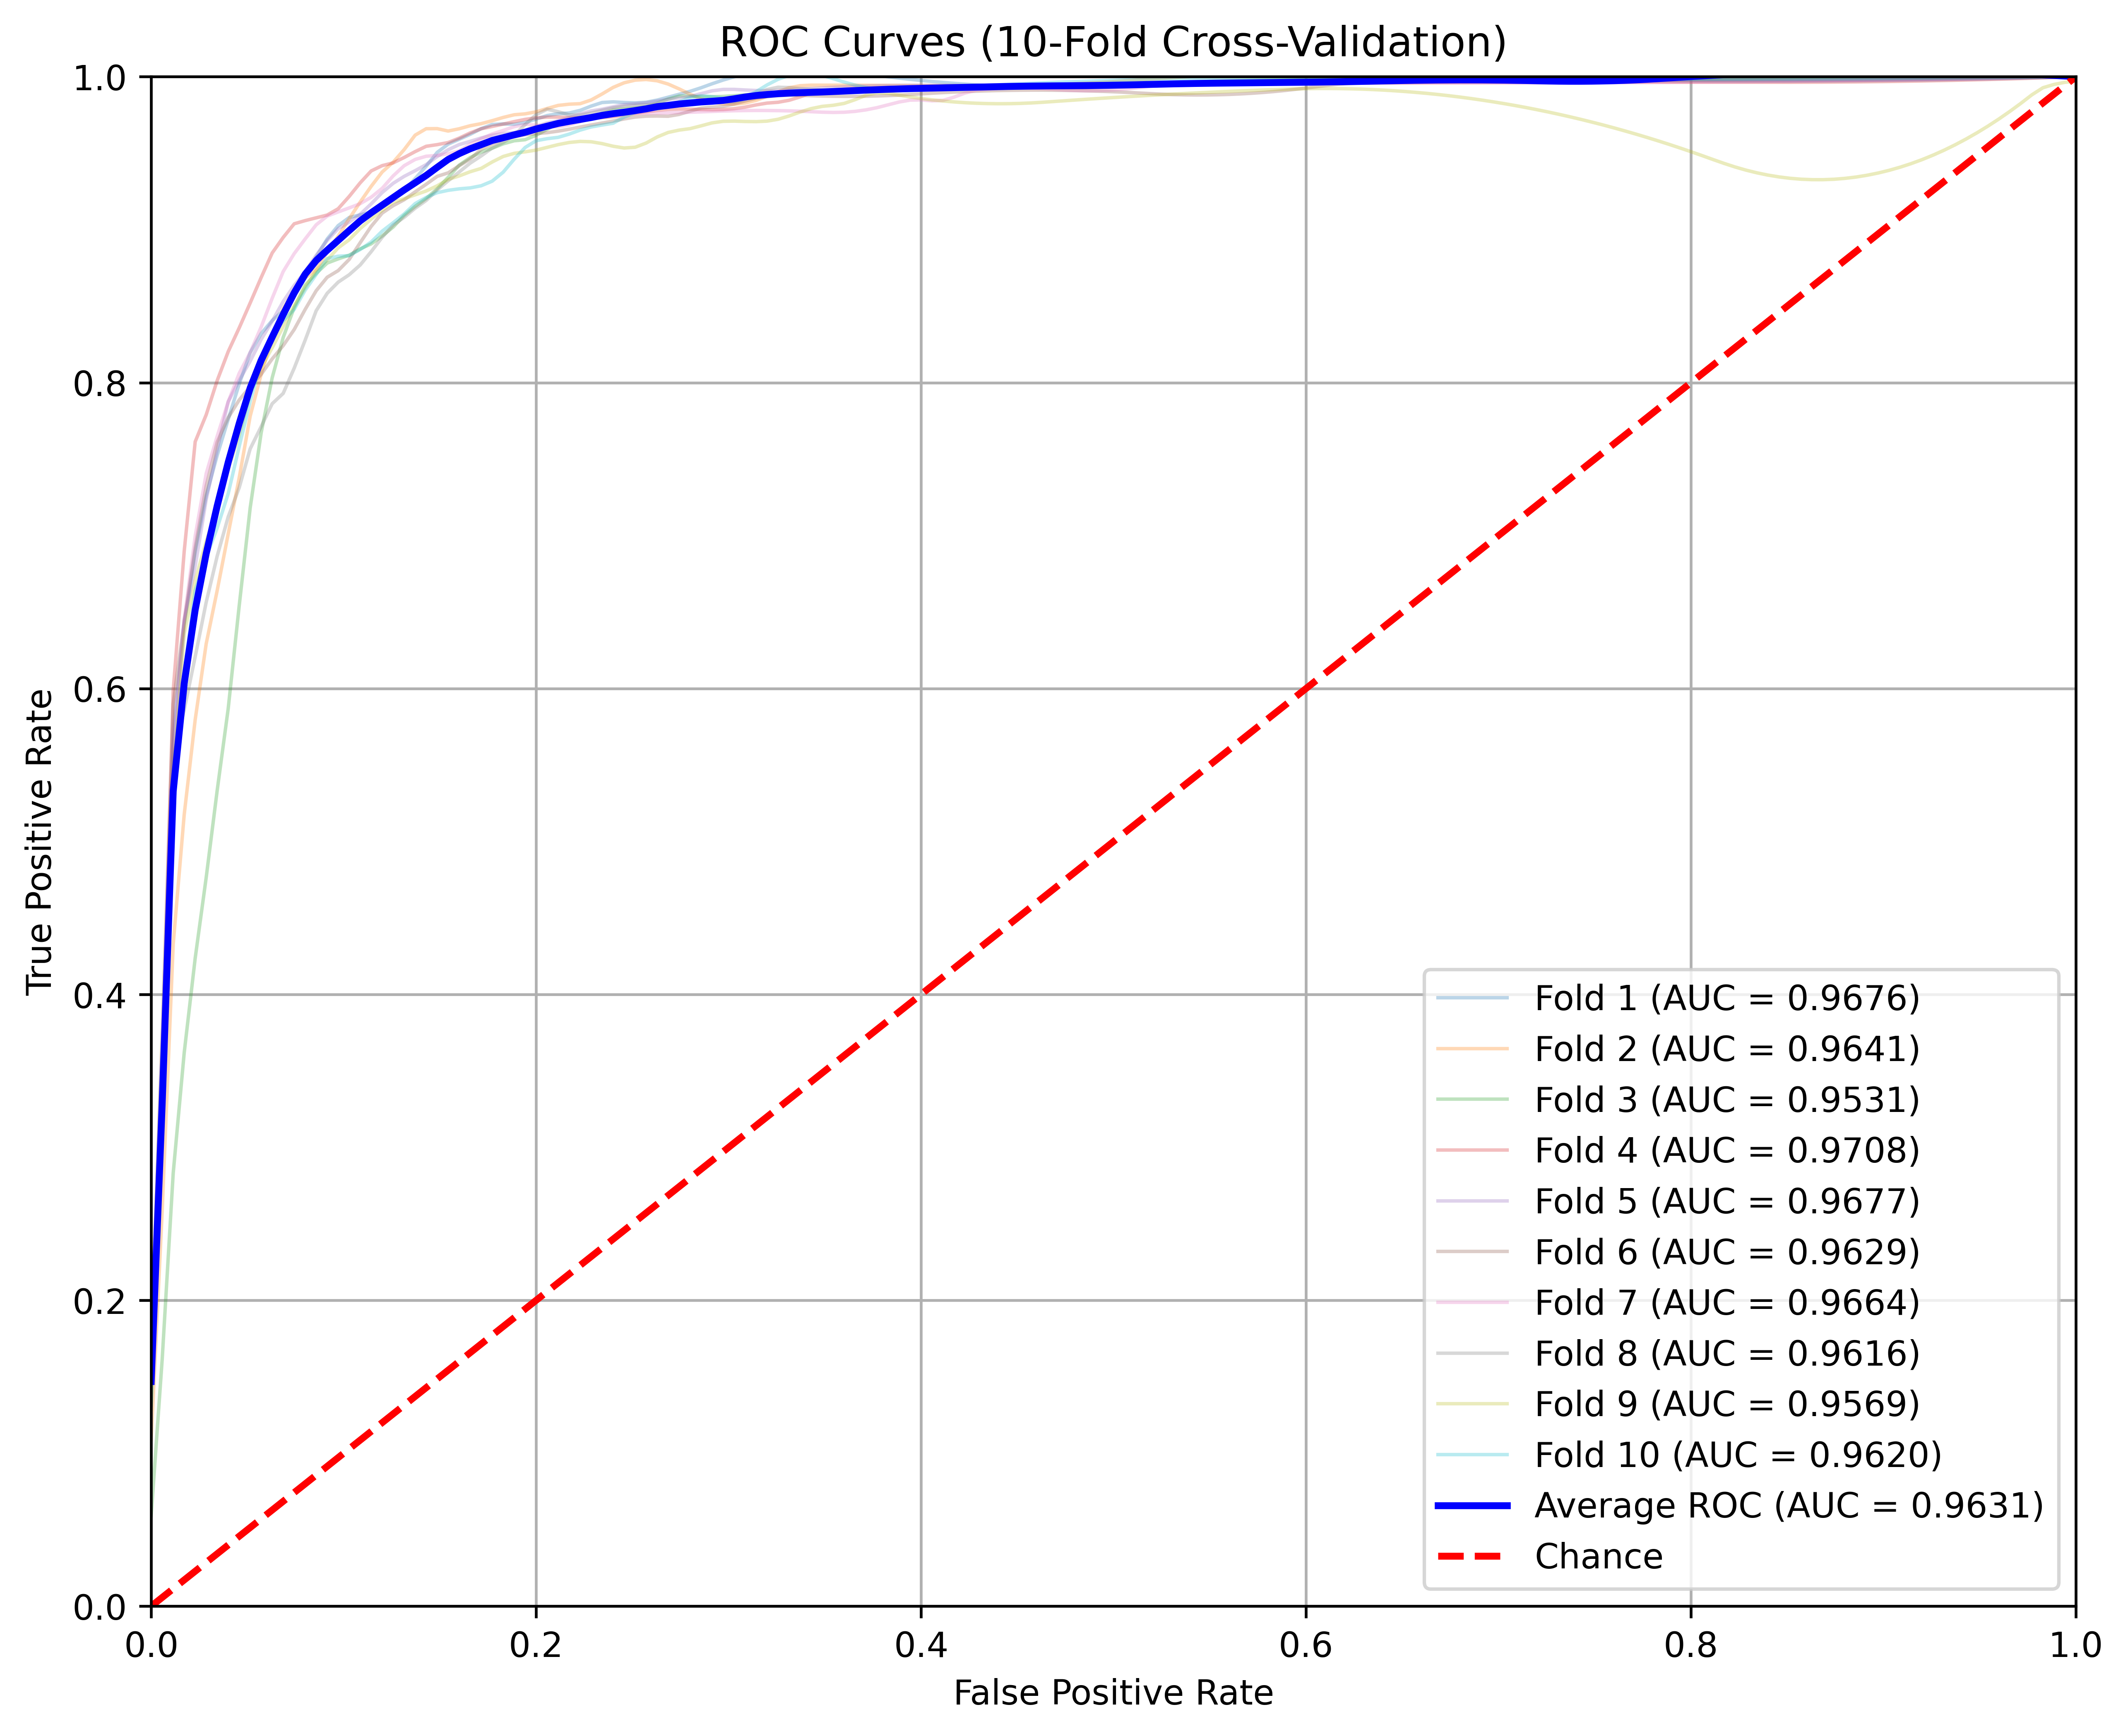 ROC Curves (10-Fold Cross-Validation)
1.0
0.8
0.6
0.4
0.2
0.0
True Positive Rate
0.0 0.2 0.4 0.6 0.8 1.0
False Positive Rate
Fold 1 (AUC = 0.9676)
Fold 2 (AUC = 0.9641)
Fold 3 (AUC = 0.9531)
Fold 4 (AUC = 0.9708)
Fold 5 (AUC = 0.9677)
Fold 6 (AUC = 0.9629)
Fold 7 (AUC = 0.9664)
Fold 8 (AUC = 0.9616)
Fold 9 (AUC = 0.9569)
Fold 10 (AUC = 0.9620)
Average ROC (AUC = 0.9631)
Chance